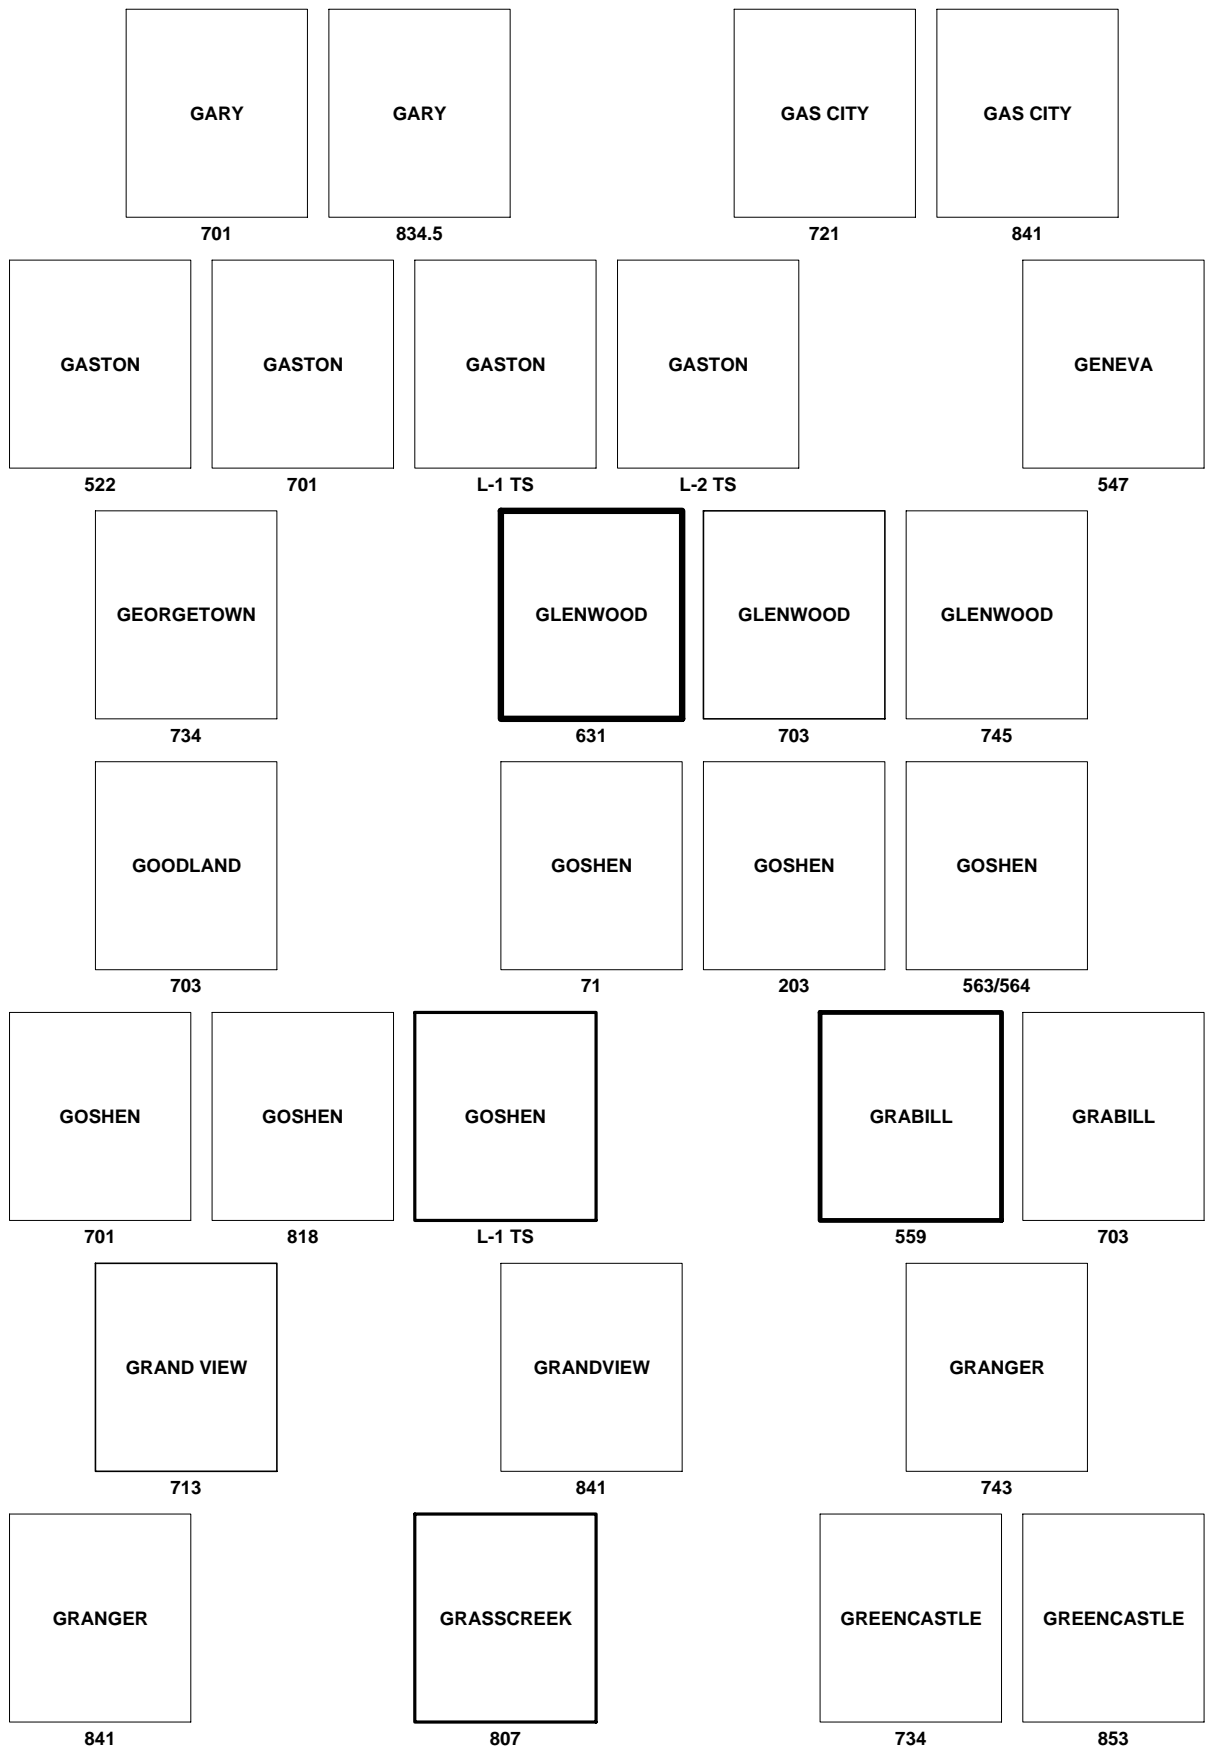 GARY GARY GAS CITY GAS CITY
701 834.5 721 841
GASTON GASTON GASTON GASTON GENEVA
522 701 L-1 TS L-2 TS 547
GEORGETOWN GLENWOOD GLENWOOD GLENWOOD
734 631 703 745
GOODLAND GOSHEN GOSHEN GOSHEN
703 71 203 563/564
GOSHEN GOSHEN GOSHEN GRABILL GRABILL
701 818 L-1 TS 559 703
GRAND VIEW GRANDVIEW GRANGER
713 841 743
GRANGER GRASSCREEK GREENCASTLE GREENCASTLE
841 807 734 853